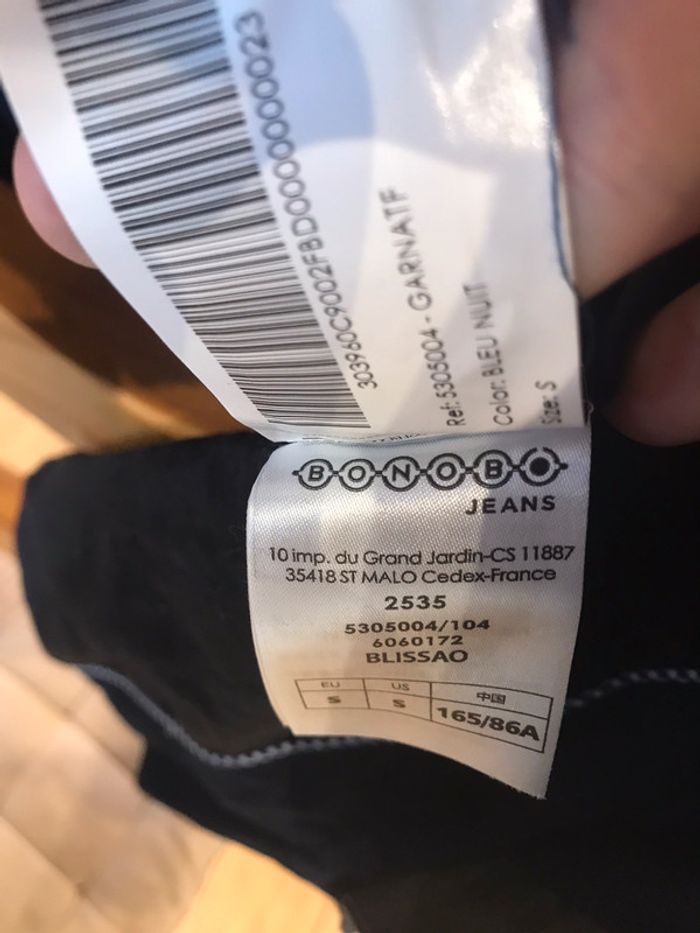 303960C9002FBD00000000023
Ref: 5305004 - GARNATF
Color: BLEU NUIT
Size: S
BONOBO
JEANS
10 imp. du Grand Jardin-CS 11887
35418 ST MALO Cedex-France
2535
5305004/104
6060172
BLISSAO
EU US 中国
S S 165/86A